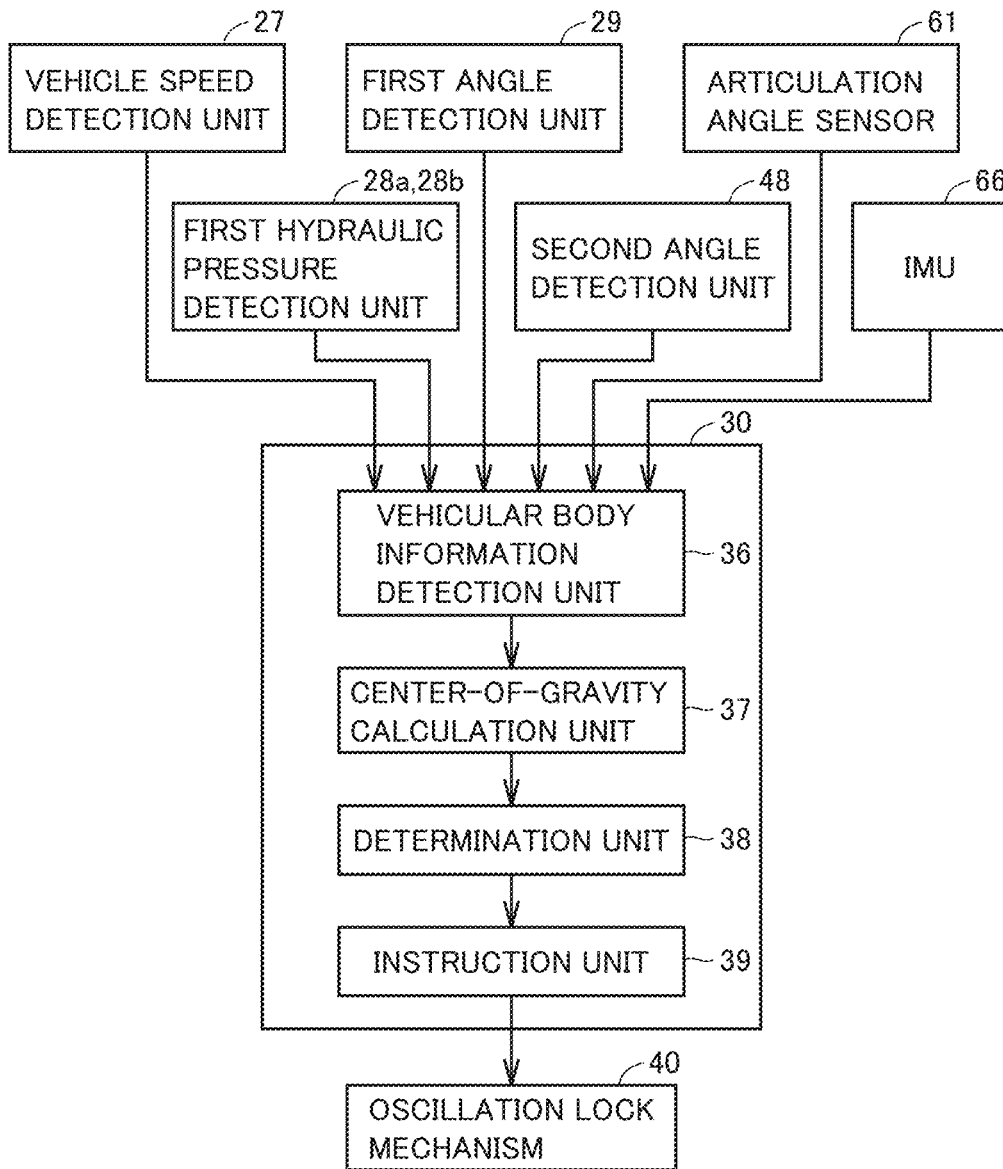 27
VEHICLE SPEED
DETECTION UNIT
29
FIRST ANGLE
DETECTION UNIT
61
ARTICULATION
ANGLE SENSOR
28a,28b
FIRST HYDRAULIC
PRESSURE
DETECTION UNIT
48
SECOND ANGLE
DETECTION UNIT
66
IMU
30
VEHICULAR BODY
INFORMATION
DETECTION UNIT
36
CENTER-OF-GRAVITY
CALCULATION UNIT
37
DETERMINATION UNIT
38
INSTRUCTION UNIT
39
40
OSCILLATION LOCK
MECHANISM